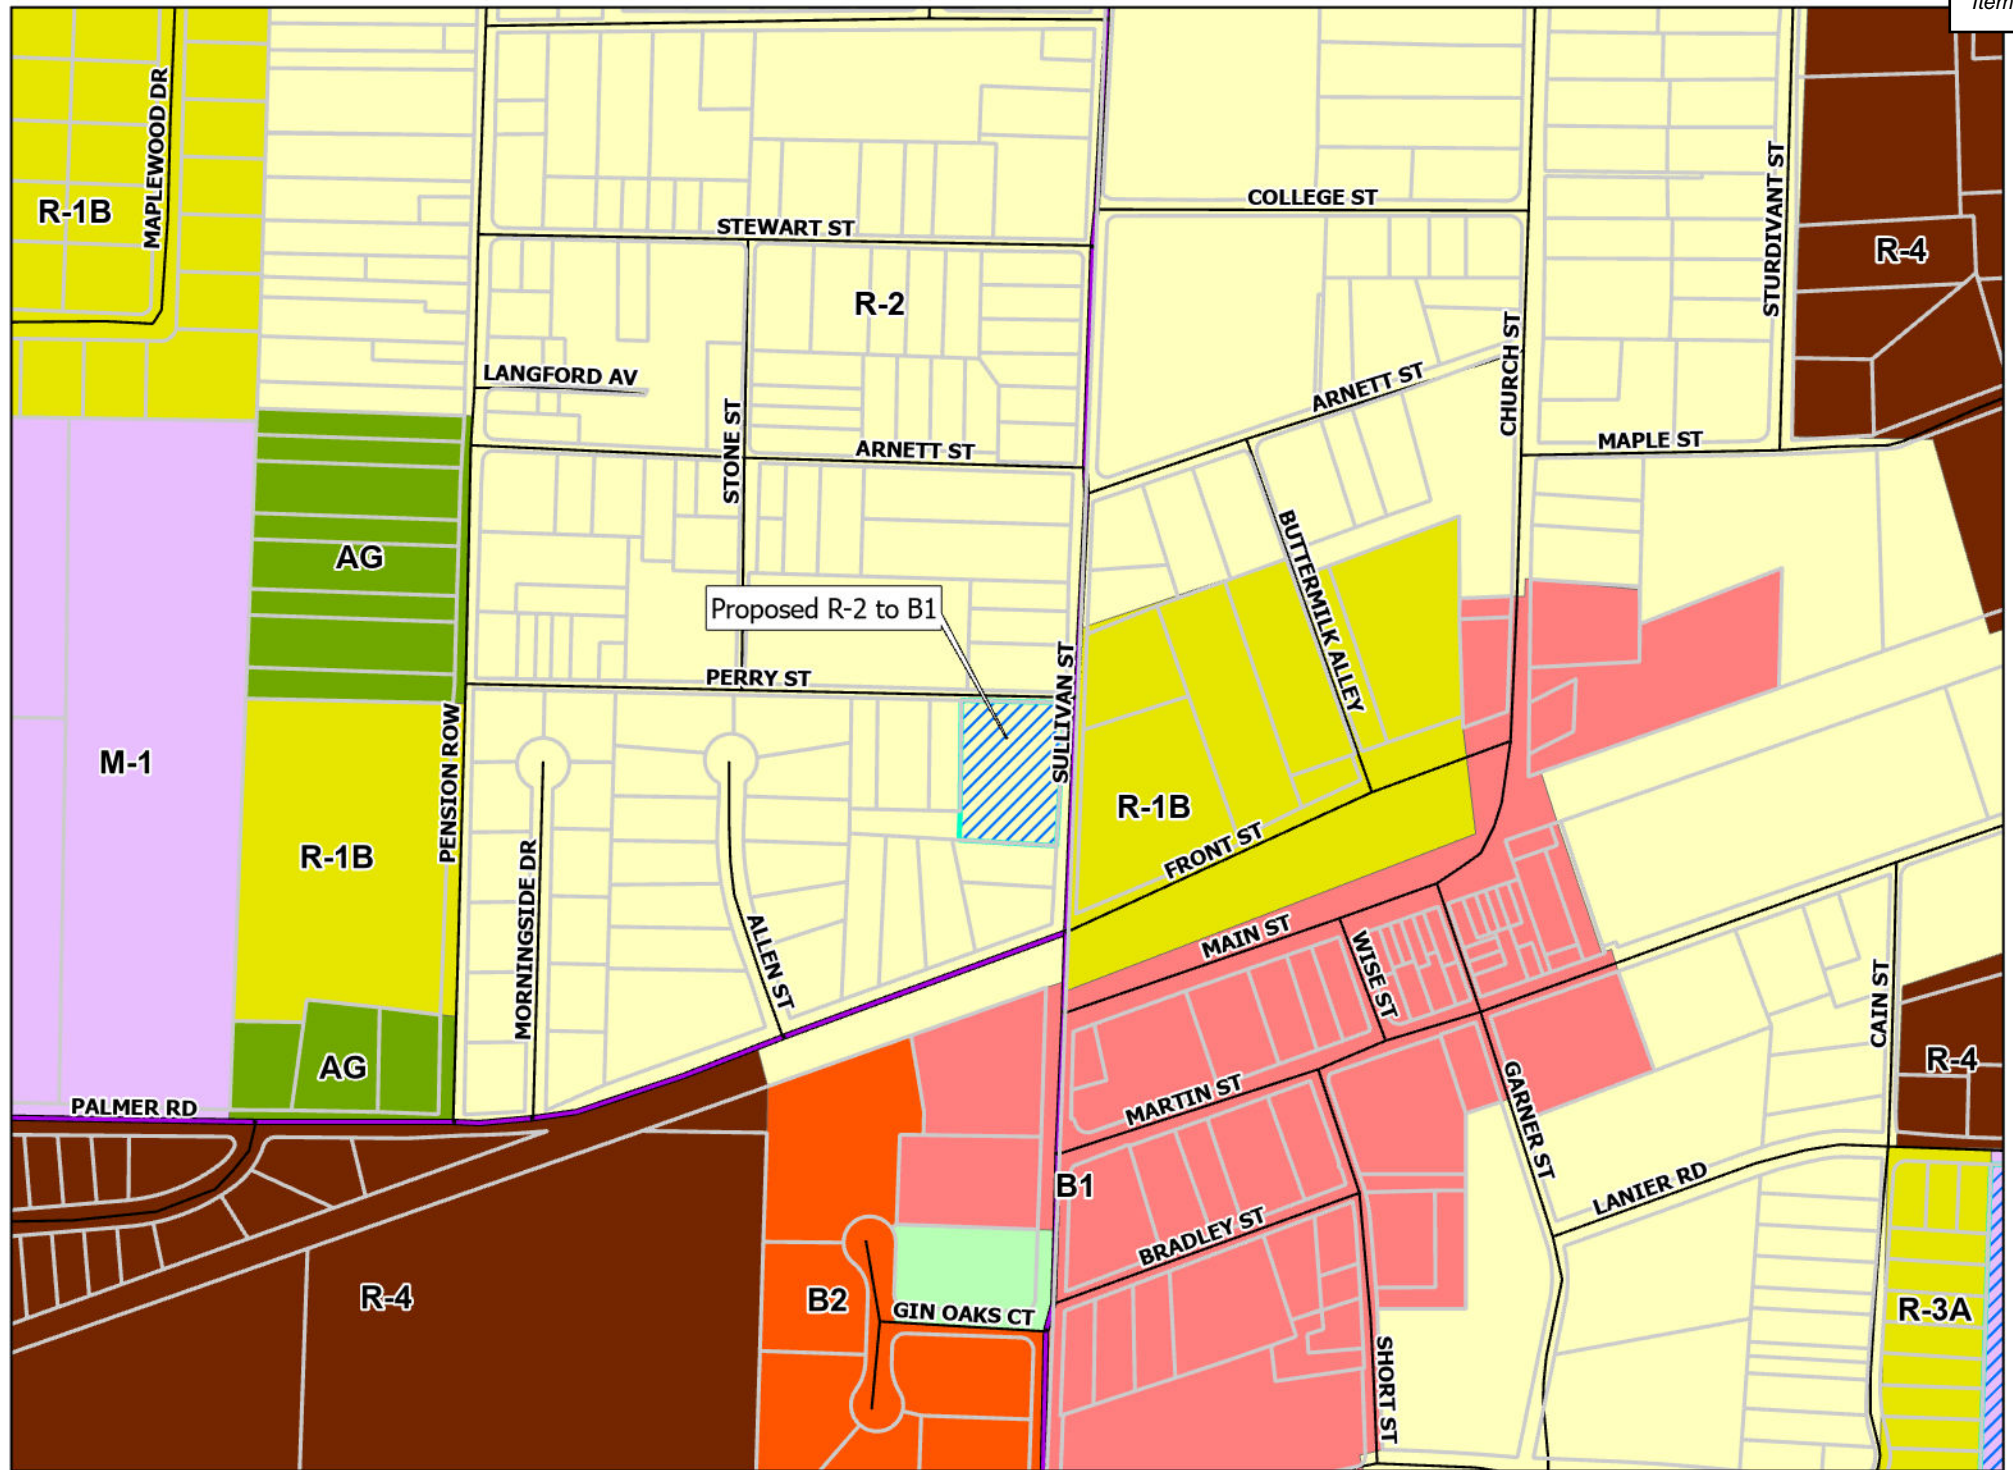 Item
MAPLEWOOD DR
R-1B
STEWART ST
COLLEGE ST
STURDIVANT ST
R-4
R-2
LANGFORD AV
STONE ST
ARNETT ST
ARNETT ST
CHURCH ST
MAPLE ST
AG
BUTTERMILK ALLEY
Proposed R-2 to B1
PERRY ST
SULLIVAN ST
M-1
PENSION ROW
R-1B
R-1B
FRONT ST
MORNINGSIDE DR
ALLEN ST
MAIN ST
WISE ST
CAIN ST
AG
R-4
PALMER RD
MARTIN ST
GARNER ST
B1
LANIER RD
BRADLEY ST
R-4
B2
GIN OAKS CT
R-3A
SHORT ST